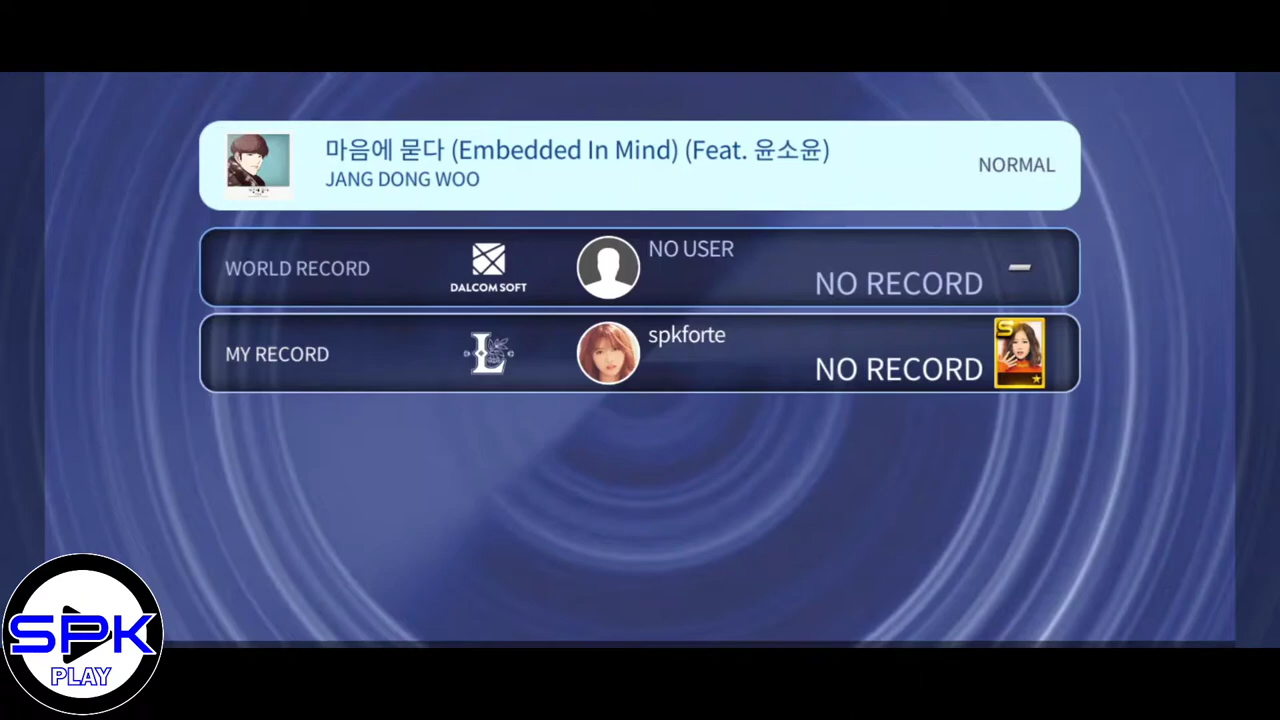 마음에 묻다 (Embedded In Mind) (Feat. 윤소윤)
JANG DONG WOO
NORMAL
WORLD RECORD
DALCOM SOFT
NO USER
NO RECORD
MY RECORD
L
spkforte
NO RECORD
S
SPK
PLAY